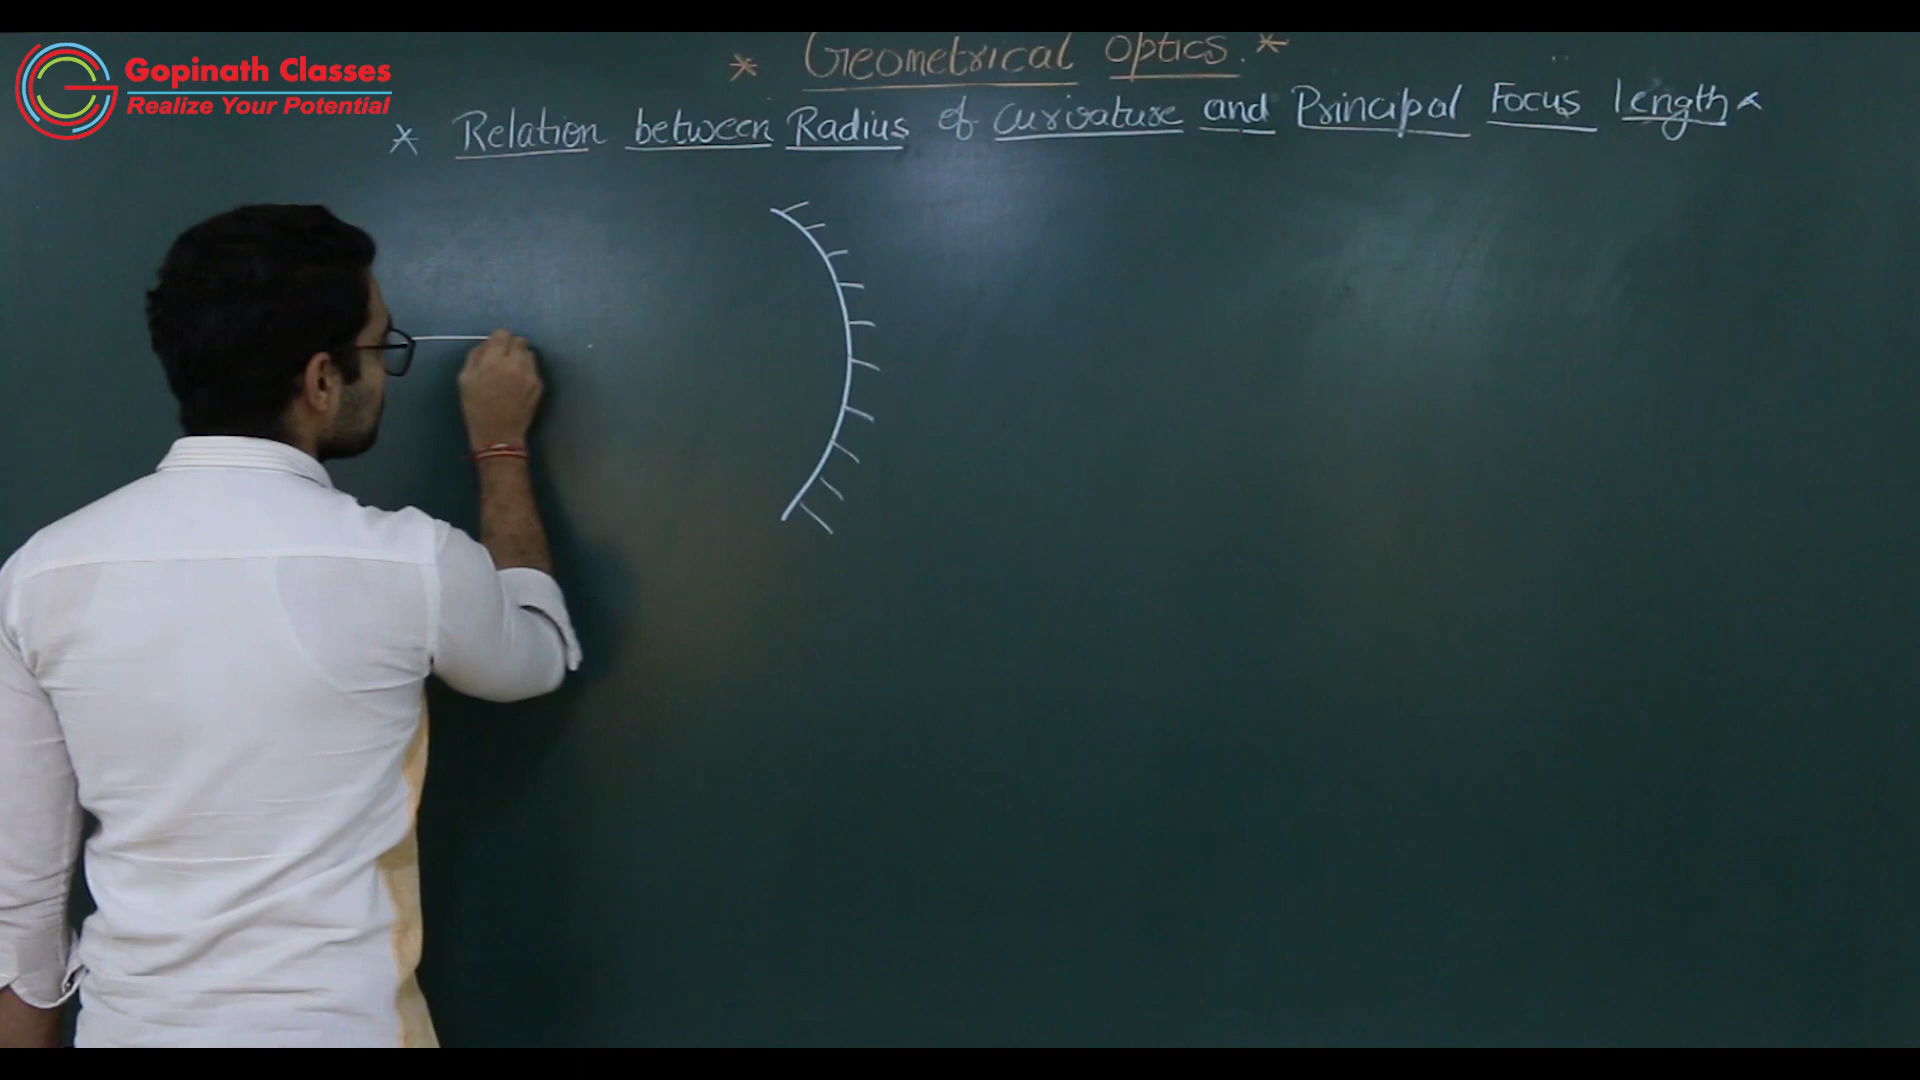 Gopinath Classes
Realize Your Potential
* Geometrical Optics. *
* Relation between Radius of Curvature and Principal Focus length *